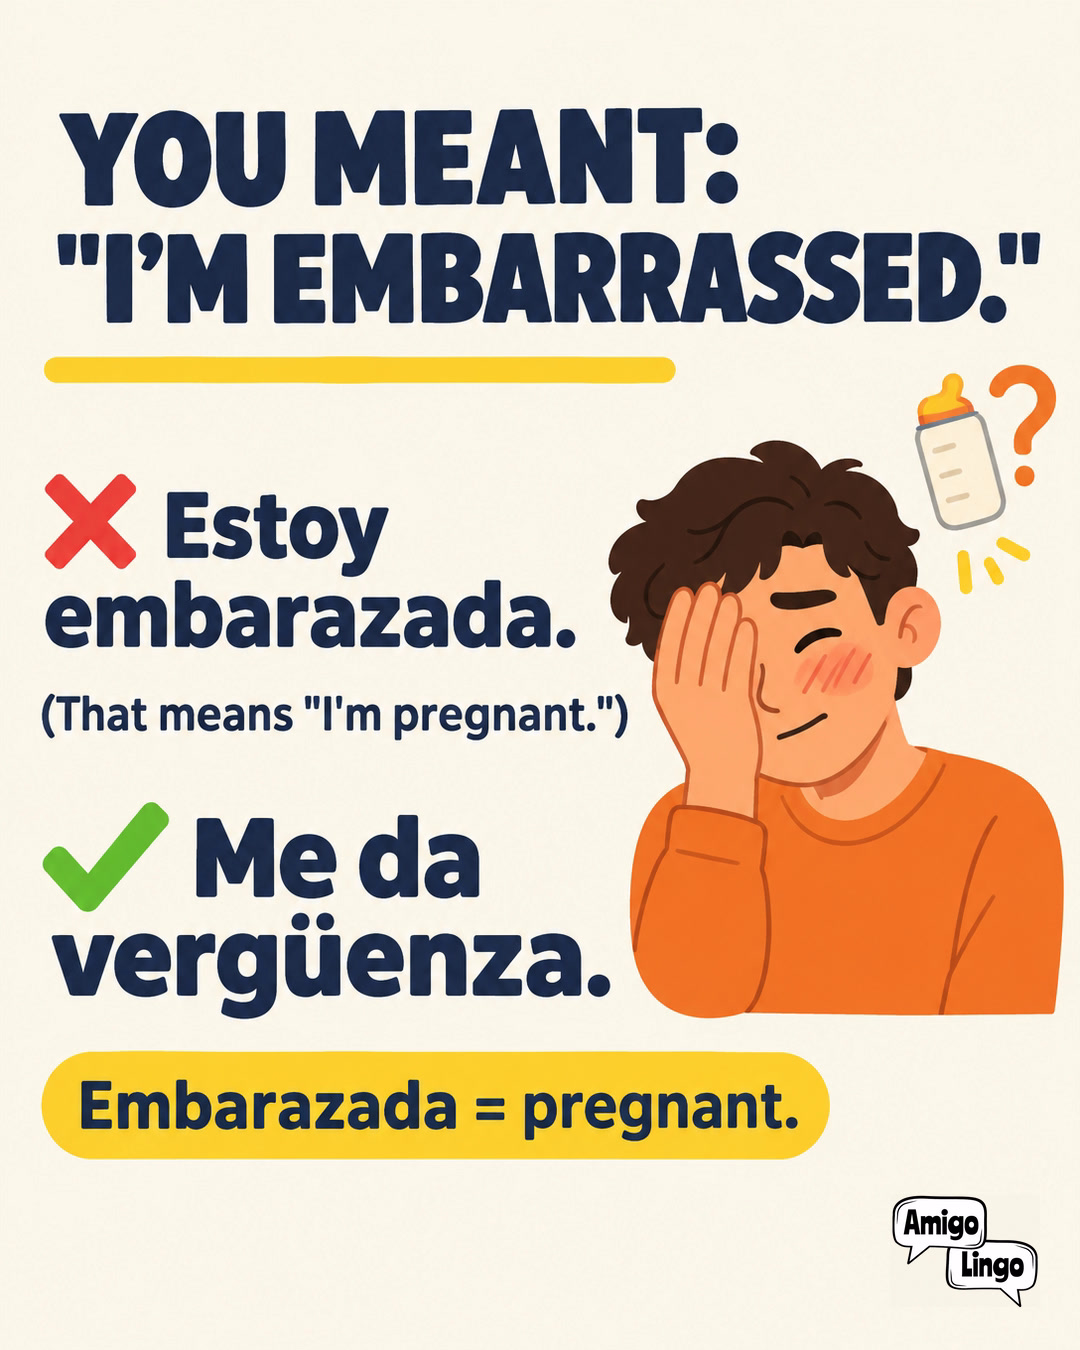 YOU MEANT:
"I’M EMBARRASSED."
Estoy
embarazada.
(That means "I'm pregnant.")
Me da
vergüenza.
Embarazada = pregnant.
Amigo
Lingo